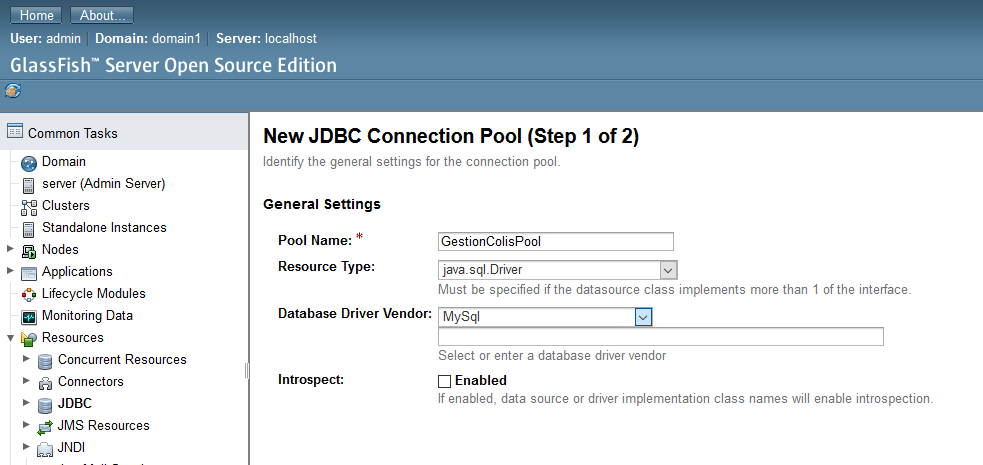 Home About...
User: admin Domain: domain1 Server: localhost
GlassFish™ Server Open Source Edition
Common Tasks
Domain
server (Admin Server)
Clusters
Standalone Instances
Nodes
Applications
Lifecycle Modules
Monitoring Data
Resources
Concurrent Resources
Connectors
JDBC
JMS Resources
JNDI
New JDBC Connection Pool (Step 1 of 2)
Identify the general settings for the connection pool.
General Settings
Pool Name: * GestionColisPool
Resource Type: java.sql.Driver
Must be specified if the datasource class implements more than 1 of the interface.
Database Driver Vendor: MySql
Select or enter a database driver vendor
Introspect: Enabled
If enabled, data source or driver implementation class names will enable introspection.